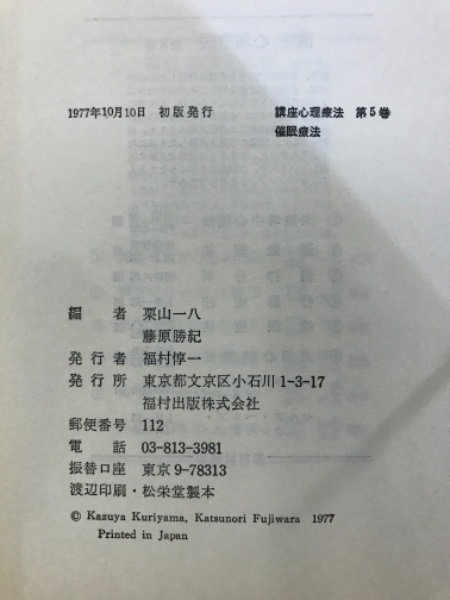 1977年10月10日 初版発行 講座心理療法 第5巻
催眠療法
編者 栗山一八
藤原勝紀
発行者 福村惇一
発行所 東京都文京区小石川1-3-17
福村出版株式会社
郵便番号 112
電話 03-813-3981
振替口座 東京9-78313
渡辺印刷・松栄堂製本
© Kazuya Kuriyama, Katsunori Fujiwara 1977
Printed in Japan